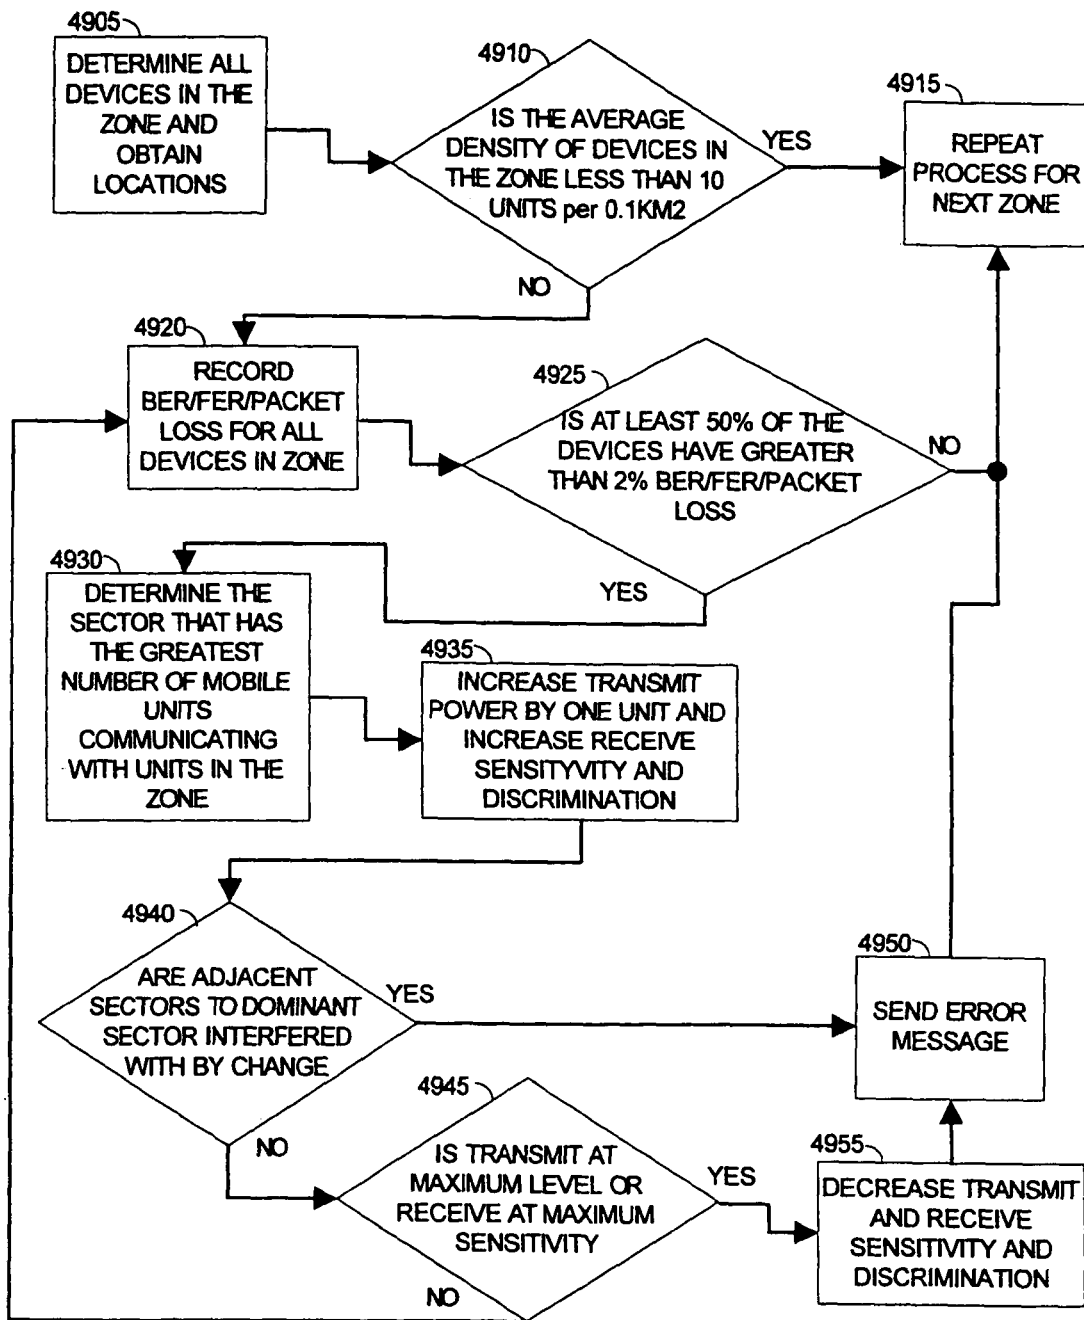 4905
DETERMINE ALL
DEVICES IN THE
ZONE AND
OBTAIN
LOCATIONS
4910
IS THE AVERAGE
DENSITY OF DEVICES IN
THE ZONE LESS THAN 10
UNITS per 0.1KM2
YES
NO
4915
REPEAT
PROCESS FOR
NEXT ZONE
4920
RECORD
BER/FER/PACKET
LOSS FOR ALL
DEVICES IN ZONE
4925
IS AT LEAST 50% OF THE
DEVICES HAVE GREATER
THAN 2% BER/FER/PACKET
LOSS
NO
YES
4930
DETERMINE THE
SECTOR THAT HAS
THE GREATEST
NUMBER OF MOBILE
UNITS
COMMUNICATING
WITH UNITS IN THE
ZONE
4935
INCREASE TRANSMIT
POWER BY ONE UNIT AND
INCREASE RECEIVE
SENSITYVITY AND
DISCRIMINATION
4940
ARE ADJACENT
SECTORS TO DOMINANT
SECTOR INTERFERED
WITH BY CHANGE
YES
NO
4945
IS TRANSMIT AT
MAXIMUM LEVEL OR
RECEIVE AT MAXIMUM
SENSITIVITY
YES
NO
4950
SEND ERROR
MESSAGE
4955
DECREASE TRANSMIT
AND RECEIVE
SENSITIVITY AND
DISCRIMINATION